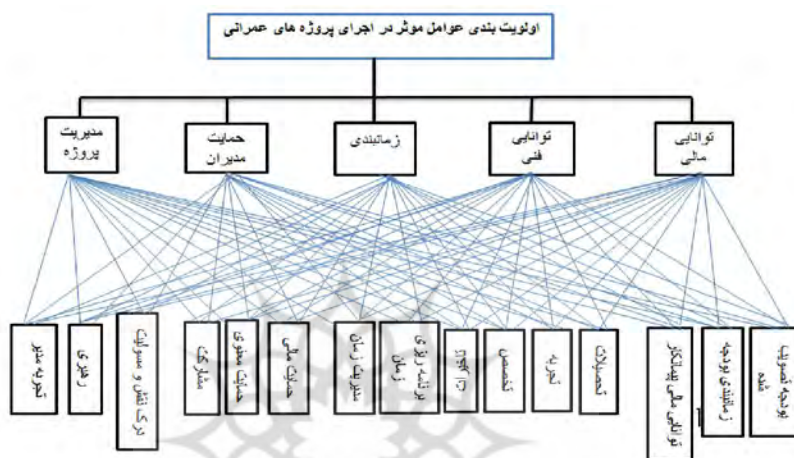 اولویت بندی عوامل موثر در اجرای پروژه های عمرانی
توانایی
مالی
توانایی
فنی
زمانبندی
حمایت
مدیران
مدیریت
پروژه
بودجه تصویب
شده
زمانبندی بودجه
توانایی مالی پیمانکار
تحصیلات
تجربه
تخصص
برنامه ریزی
زمان
مدیریت زمان
حمایت مالی
حمایت معنوی
مشارکت
درک نقش و مسولیت
رهبری
تجربه مدیر